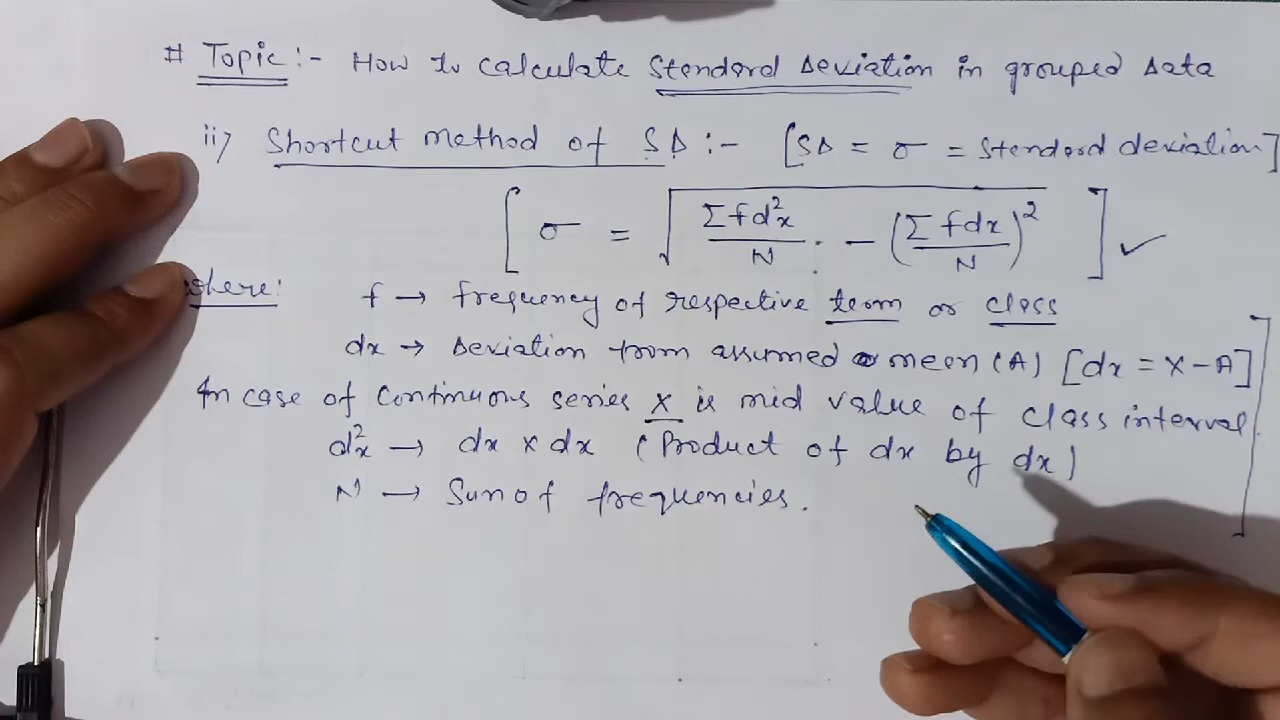 # Topic :- How to calculate Standard Deviation in grouped Data
ii) Shortcut method of SD :- [SD = σ = Standard deviation]
[ σ = √( Σfd²x / N . - (Σfdx / N)² ) ] ✓
where:
f → frequency of respective term or class
dx → Deviation from assumed mean (A) [dx = X - A]
In case of continuous series X is mid value of class interval.
d²x → dx x dx (Product of dx by dx)
N → Sum of frequencies.